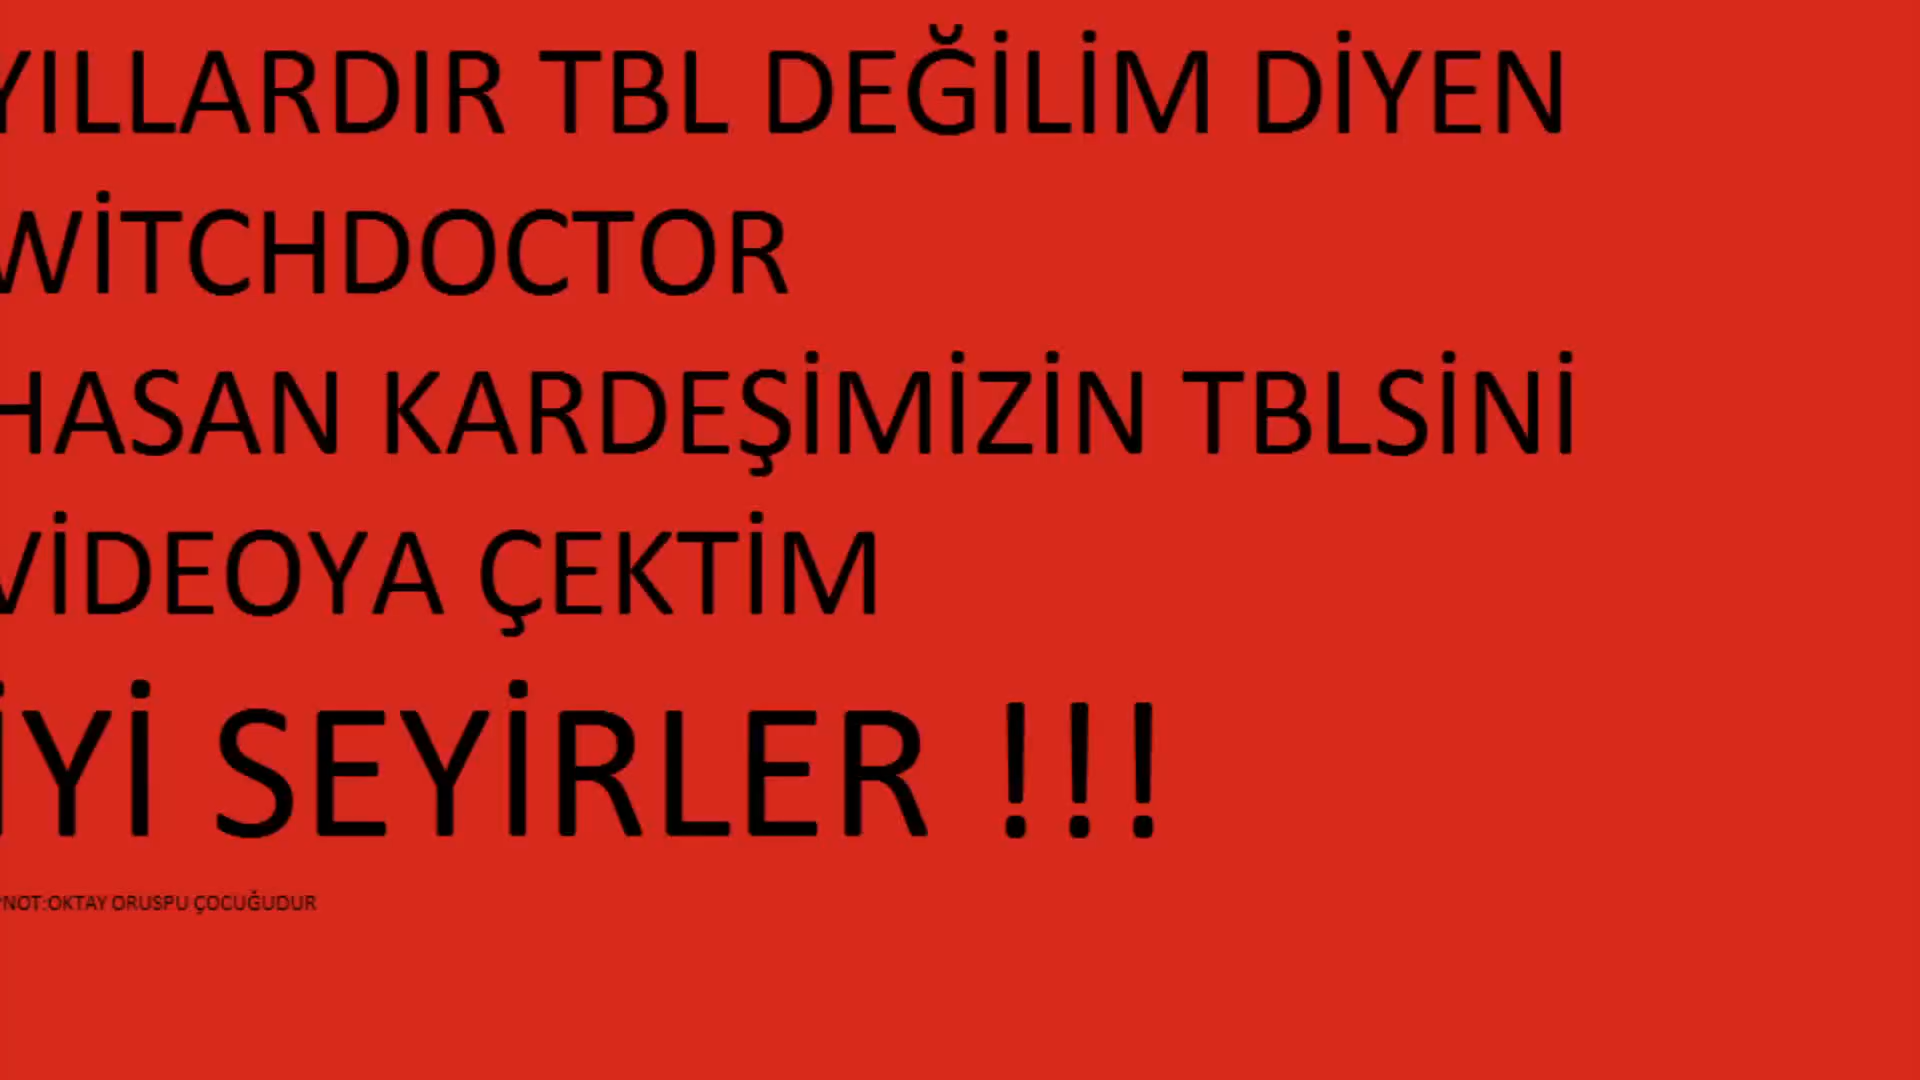 YILLARDIR TBL DEĞİLİM DİYEN
WİTCHDOCTOR
HASAN KARDEŞİMİZİN TBLSİNİ
VİDEOYA ÇEKTİM
İYİ SEYİRLER !!!
*NOT:OKTAY ORUSPU ÇOCUĞUDUR